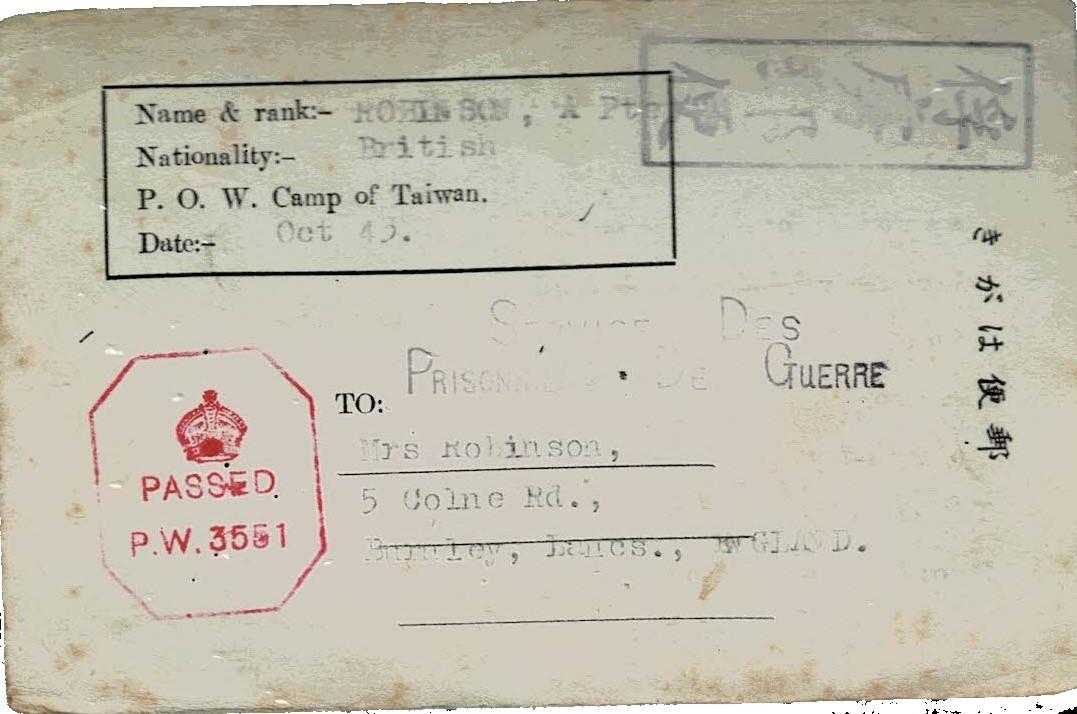 Name & rank:- ROBINSON, A Pte
Nationality:- British
P. O. W. Camp of Taiwan.
Date:- Oct 43.
SERVICE DES
PRISONNIERS DE GUERRE
TO:
Mrs Robinson,
5 Colne Rd.,
Burnley, Lancs., ENGLAND.
PASSED
P.W. 3551
郵便はがき